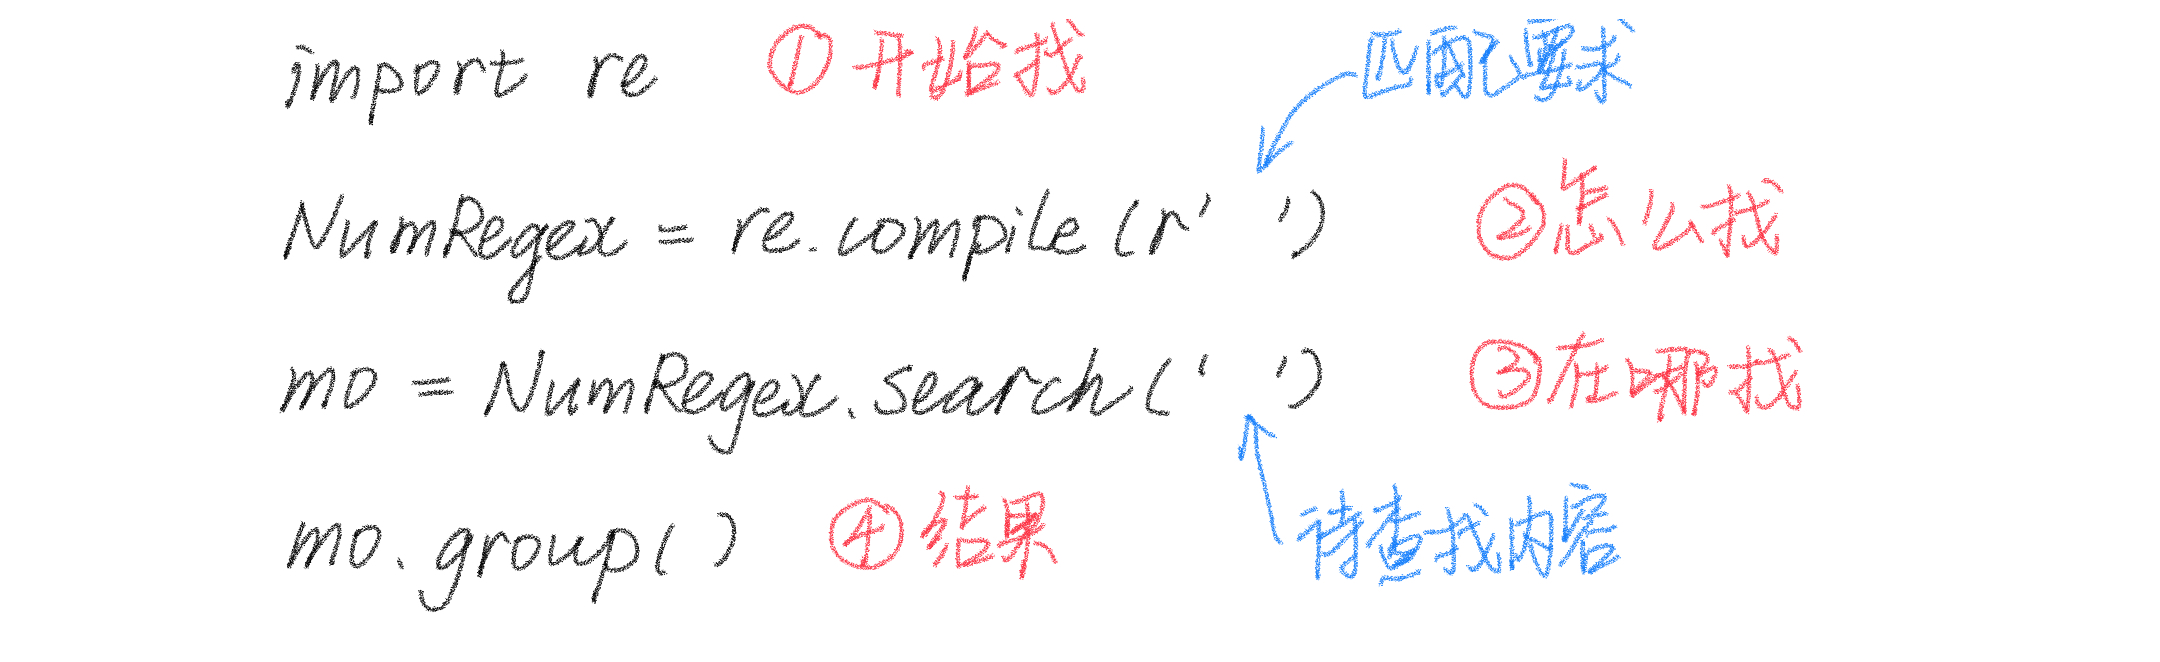 import re ①开始找 匹配要求
NumRegex = re.compile(r' ') ②怎么找
mo = NumRegex.search(' ') ③在哪找
mo.group() ④结果 待查找内容